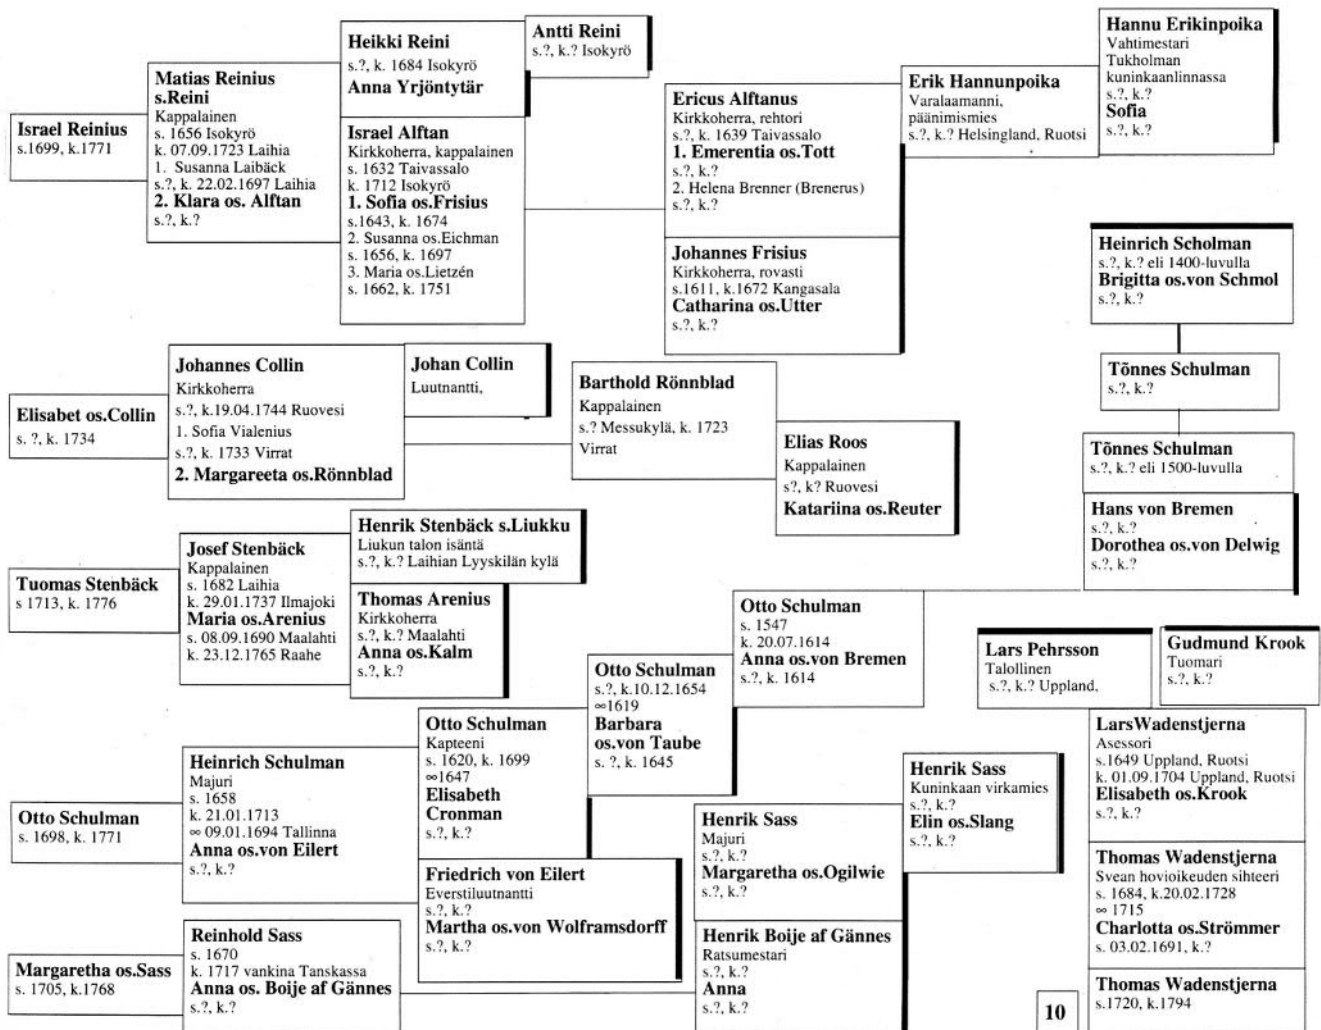 Israel Reinius
s.1699, k.1771
Matias Reinius
s.Reini
Kappalainen
s. 1656 Isokyrö
k. 07.09.1723 Laihia
1. Susanna Laibäck
s.?, k. 22.02.1697 Laihia
2. Klara os. Alftan
s.?, k.?
Heikki Reini
s.?, k. 1684 Isokyrö
Anna Yrjöntytär
Antti Reini
s.?, k.? Isokyrö
Israel Alftan
Kirkkoherra, kappalainen
s. 1632 Taivassalo
k. 1712 Isokyrö
1. Sofia os.Frisius
s.1643, k. 1674
2. Susanna os.Eichman
s. 1656, k. 1697
3. Maria os.Lietzén
s. 1662, k. 1751
Ericus Alftanus
Kirkkoherra, rehtori
s.?, k. 1639 Taivassalo
1. Emerentia os.Tott
s.?, k.?
2. Helena Brenner (Brenerus)
s.?, k.?
Johannes Frisius
Kirkkoherra, rovasti
s.1611, k.1672 Kangasala
Catharina os.Utter
s.?, k.?
Erik Hannunpoika
Varalaamanni,
päänimismies
s.?, k.? Helsingland, Ruotsi
Hannu Erikinpoika
Vahtimestari
Tukholman
kuninkaanlinnassa
s.?, k.?
Sofia
s.?, k.?
Heinrich Scholman
s.?, k.? eli 1400-luvulla
Brigitta os.von Schmol
s.?, k.?
Tõnnes Schulman
s.?, k.?
Tõnnes Schulman
s.?, k.? eli 1500-luvulla
Hans von Bremen
s.?, k.?
Dorothea os.von Delwig
s.?, k.?
Elisabet os.Collin
s. ?, k. 1734
Johannes Collin
Kirkkoherra
s.?, k.19.04.1744 Ruovesi
1. Sofia Vialenius
s.?, k. 1733 Virrat
2. Margareeta os.Rönnblad
Johan Collin
Luutnantti,
Barthold Rönnblad
Kappalainen
s.? Messukylä, k. 1723
Virrat
Elias Roos
Kappalainen
s?, k? Ruovesi
Katariina os.Reuter
Tuomas Stenbäck
s 1713, k. 1776
Josef Stenbäck
Kappalainen
s. 1682 Laihia
k. 29.01.1737 Ilmajoki
Maria os.Arenius
s. 08.09.1690 Maalahti
k. 23.12.1765 Raahe
Henrik Stenbäck s.Liukku
Liukun talon isäntä
s.?, k.? Laihian Lyyskilän kylä
Thomas Arenius
Kirkkoherra
s.?, k.? Maalahti
Anna os.Kalm
s.?, k.?
Otto Schulman
s. 1698, k. 1771
Heinrich Schulman
Majuri
s. 1658
k. 21.01.1713
∞ 09.01.1694 Tallinna
Anna os.von Eilert
s.?, k.?
Otto Schulman
Kapteeni
s. 1620, k. 1699
∞1647
Elisabeth
Cronman
s.?, k.?
Friedrich von Eilert
Everstiluutnantti
s.?, k.?
Martha os.von Wolframsdorff
s.?, k.?
Otto Schulman
s.?, k.10.12.1654
∞1619
Barbara
os.von Taube
s. ?, k. 1645
Otto Schulman
s. 1547
k. 20.07.1614
Anna os.von Bremen
s.?, k. 1614
Margaretha os.Sass
s. 1705, k.1768
Reinhold Sass
s. 1670
k. 1717 vankina Tanskassa
Anna os. Boije af Gännes
s.?, k.?
Henrik Sass
Majuri
s.?, k.?
Margaretha os.Ogilwie
s.?, k.?
Henrik Boije af Gännes
Ratsumestari
s.?, k.?
Anna
s.?, k.?
Henrik Sass
Kuninkaan virkamies
s.?, k.?
Elin os.Slang
s.?, k.?
Lars Pehrsson
Talollinen
s.?, k.? Uppland,
Gudmund Krook
Tuomari
s.?, k.?
LarsWadenstjerna
Asessori
s.1649 Uppland, Ruotsi
k. 01.09.1704 Uppland, Ruotsi
Elisabeth os.Krook
s.?, k.?
Thomas Wadenstjerna
Svean hovioikeuden sihteeri
s. 1684, k.20.02.1728
∞ 1715
Charlotta os.Strömmer
s. 03.02.1691, k.?
Thomas Wadenstjerna
s.1720, k.1794
10